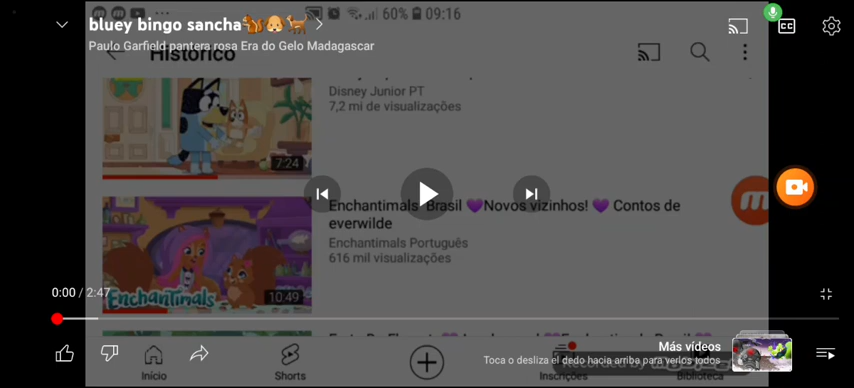 60% 09:16
bluey bingo sancha🐿️🐶🐕
Paulo Garfield pantera rosa Era do Gelo Madagascar
Histórico
Disney Junior PT
7,2 mi de visualizações
7:24
Enchantimals Brasil 💜Novos vizinhos! 💜 Contos de
everwilde
Enchantimals Português
616 mil visualizações
ENCHANTIMALS
10:49
0:00 / 2:47
Más vídeos
Toca o desliza el dedo hacia arriba para verlos todos
Início
Shorts
Inscrições
Biblioteca
CC